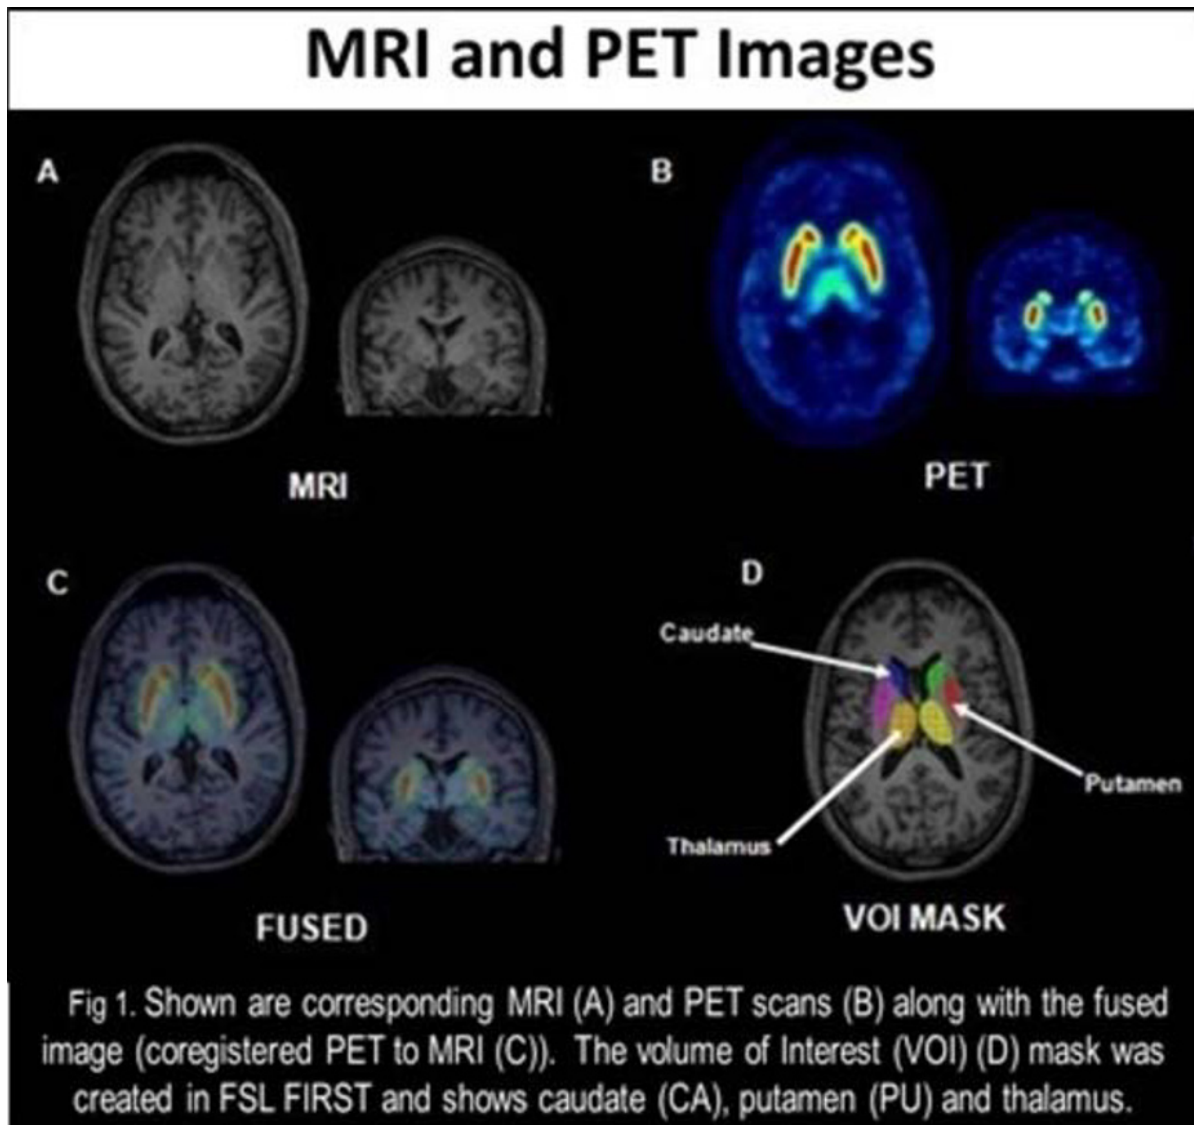 MRI and PET Images
A
B
MRI
PET
C
D
Caudate
Putamen
Thalamus
FUSED
VOI MASK
Fig 1. Shown are corresponding MRI (A) and PET scans (B) along with the fused
image (coregistered PET to MRI (C)). The volume of Interest (VOI) (D) mask was
created in FSL FIRST and shows caudate (CA), putamen (PU) and thalamus.